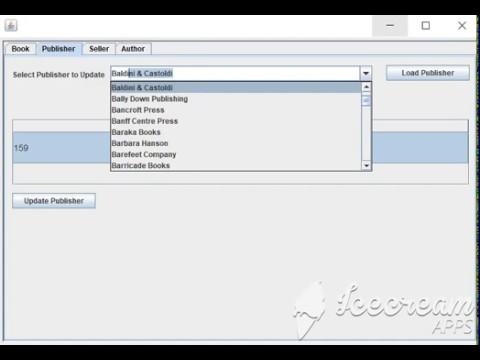 Book Publisher Seller Author
Select Publisher to Update Baldini & Castoldi Load Publisher
Baldini & Castoldi
Bally Down Publishing
Bancroft Press
Banff Centre Press
Baraka Books
Barbara Hanson
Barefeet Company
Barricade Books
159
Update Publisher
Icecream
APPS